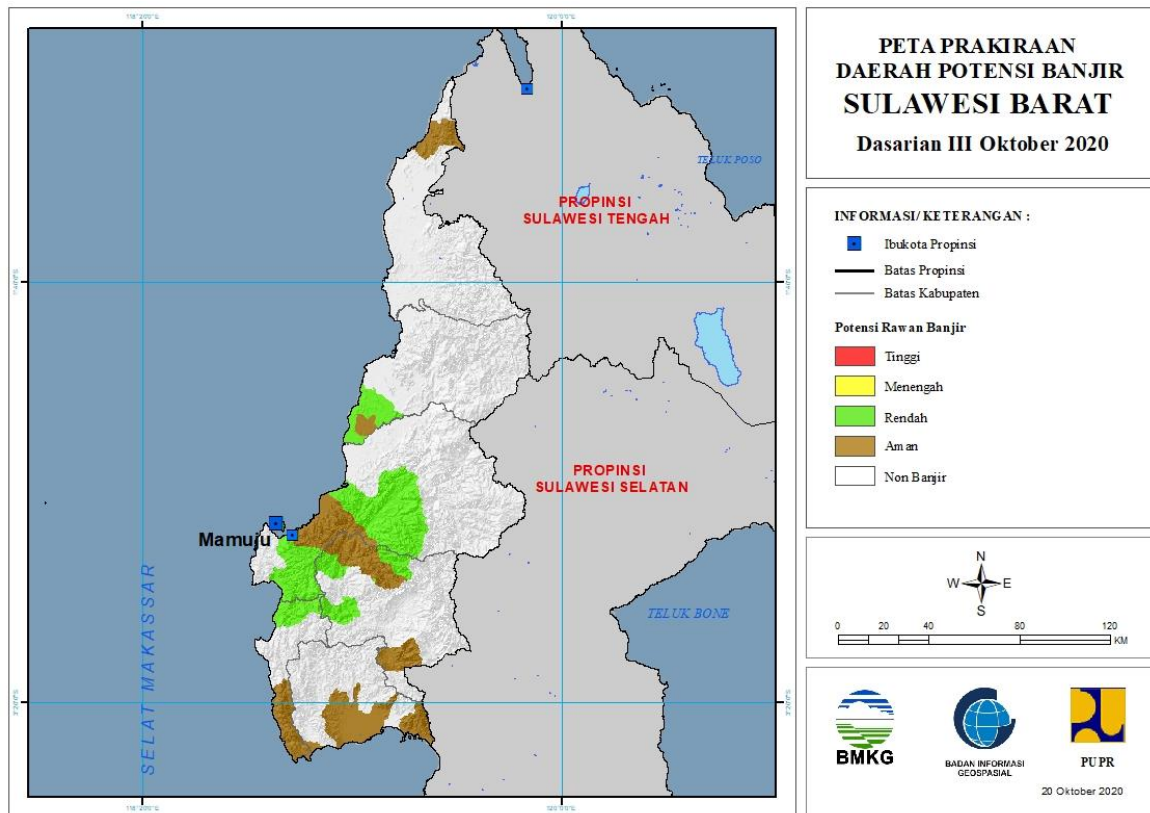 PETA PRAKIRAAN
DAERAH POTENSI BANJIR
SULAWESI BARAT
Dasarian III Oktober 2020
INFORMASI/ KETERANGAN :
Ibukota Propinsi
Batas Propinsi
Batas Kabupaten
Potensi Rawan Banjir
Tinggi
Menengah
Rendah
Aman
Non Banjir
N
W E
S
0 20 40 80 120
KM
BMKG
BADAN INFORMASI
GEOSPASIAL
PUPR
20 Oktober 2020
TELUK POSO
PROPINSI
SULAWESI TENGAH
PROPINSI
SULAWESI SELATAN
Mamuju
TELUK BONE
SELAT MAKASSAR